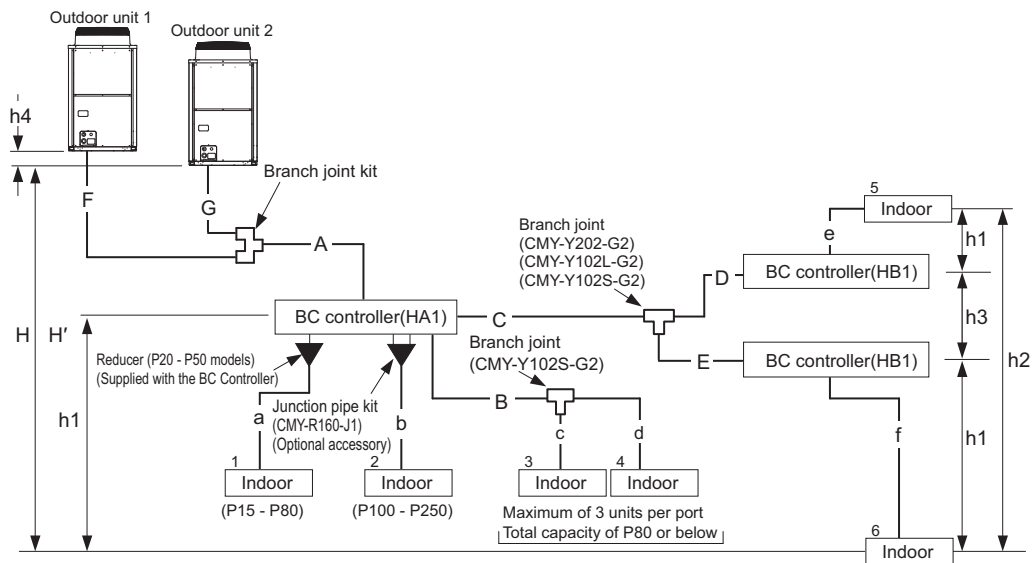 Outdoor unit 1
Outdoor unit 2
h4
Branch joint kit
F
G
A
H
H'
BC controller(HA1)
Reducer (P20 - P50 models)
(Supplied with the BC Controller)
Junction pipe kit
(CMY-R160-J1)
(Optional accessory)
h1
a
b
1
Indoor
(P15 - P80)
2
Indoor
(P100 - P250)
C
Branch joint
(CMY-Y202-G2)
(CMY-Y102L-G2)
(CMY-Y102S-G2)
Branch joint
(CMY-Y102S-G2)
B
c
d
3
Indoor
4
Indoor
Maximum of 3 units per port
Total capacity of P80 or below
D
E
5
Indoor
e
h1
BC controller(HB1)
h3
BC controller(HB1)
h2
f
h1
6
Indoor